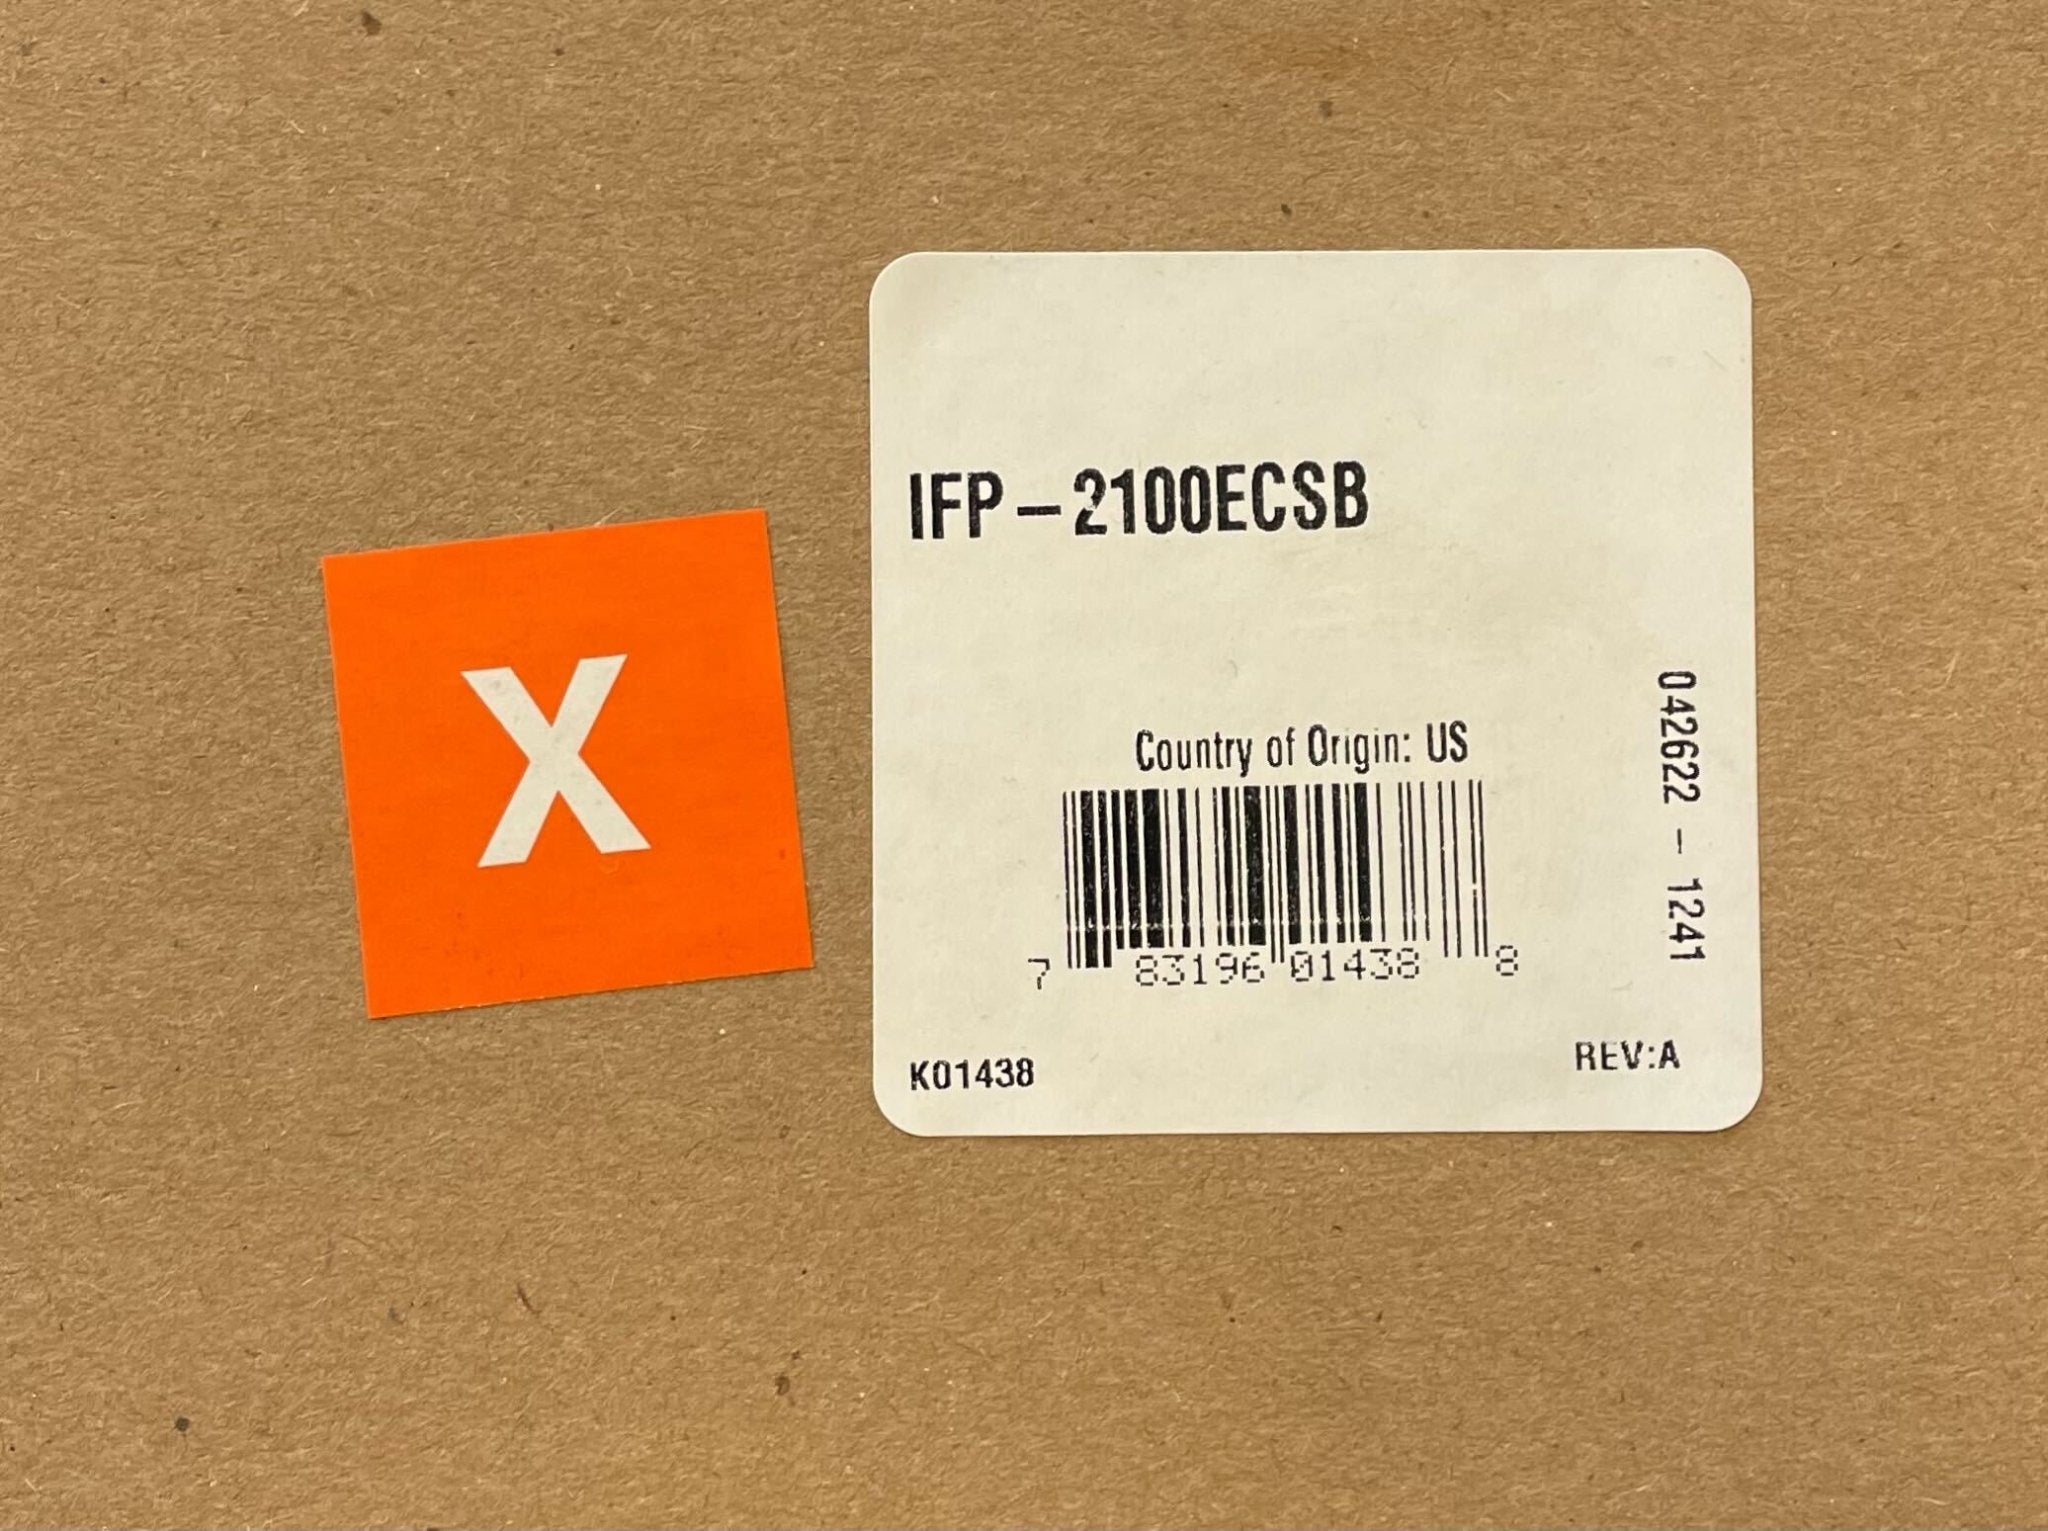 X
IFP-2100ECSB
Country of Origin: US
7 83196 01438 8
K01438
REV:A
042622 - 1241